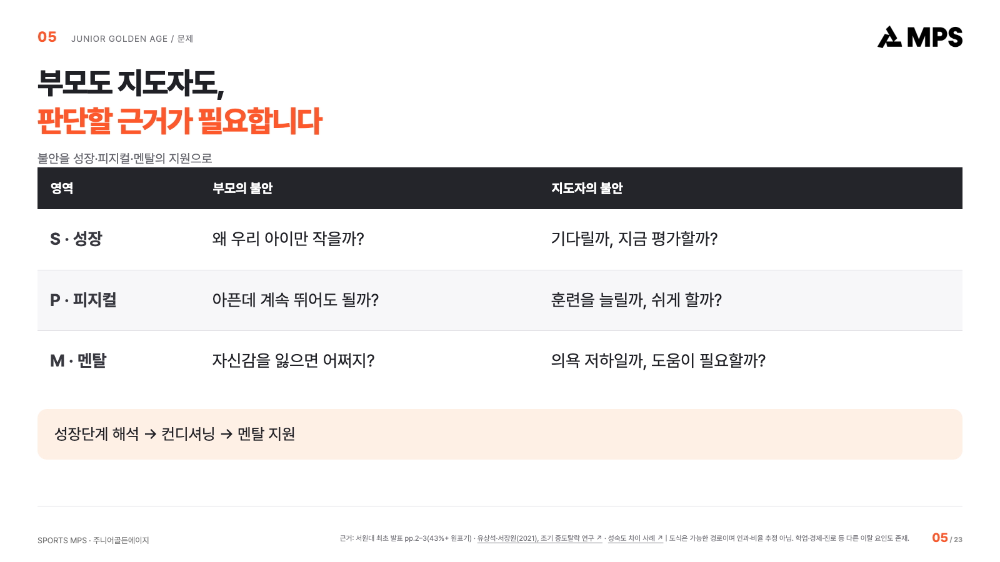 05 JUNIOR GOLDEN AGE / 문제
MPS
부모도 지도자도,
판단할 근거가 필요합니다
불안을 성장·피지컬·멘탈의 지원으로
영역 부모의 불안 지도자의 불안
S · 성장 왜 우리 아이만 작을까? 기다릴까, 지금 평가할까?
P · 피지컬 아픈데 계속 뛰어도 될까? 훈련을 늘릴까, 쉬게 할까?
M · 멘탈 자신감을 잃으면 어쩌지? 의욕 저하일까, 도움이 필요할까?
성장단계 해석 → 컨디셔닝 → 멘탈 지원
SPORTS MPS · 주니어골든에이지
근거: 서원대 최초 발표 pp.2–3(43%+ 원표기) · 유상석·서장원(2021), 조기 중도탈락 연구 ↗ · 성숙도 차이 사례 ↗ | 도식은 가능한 경로이며 인과·비율 추정 아님. 학업·경제·진로 등 다른 이탈 요인도 존재.
05 / 23